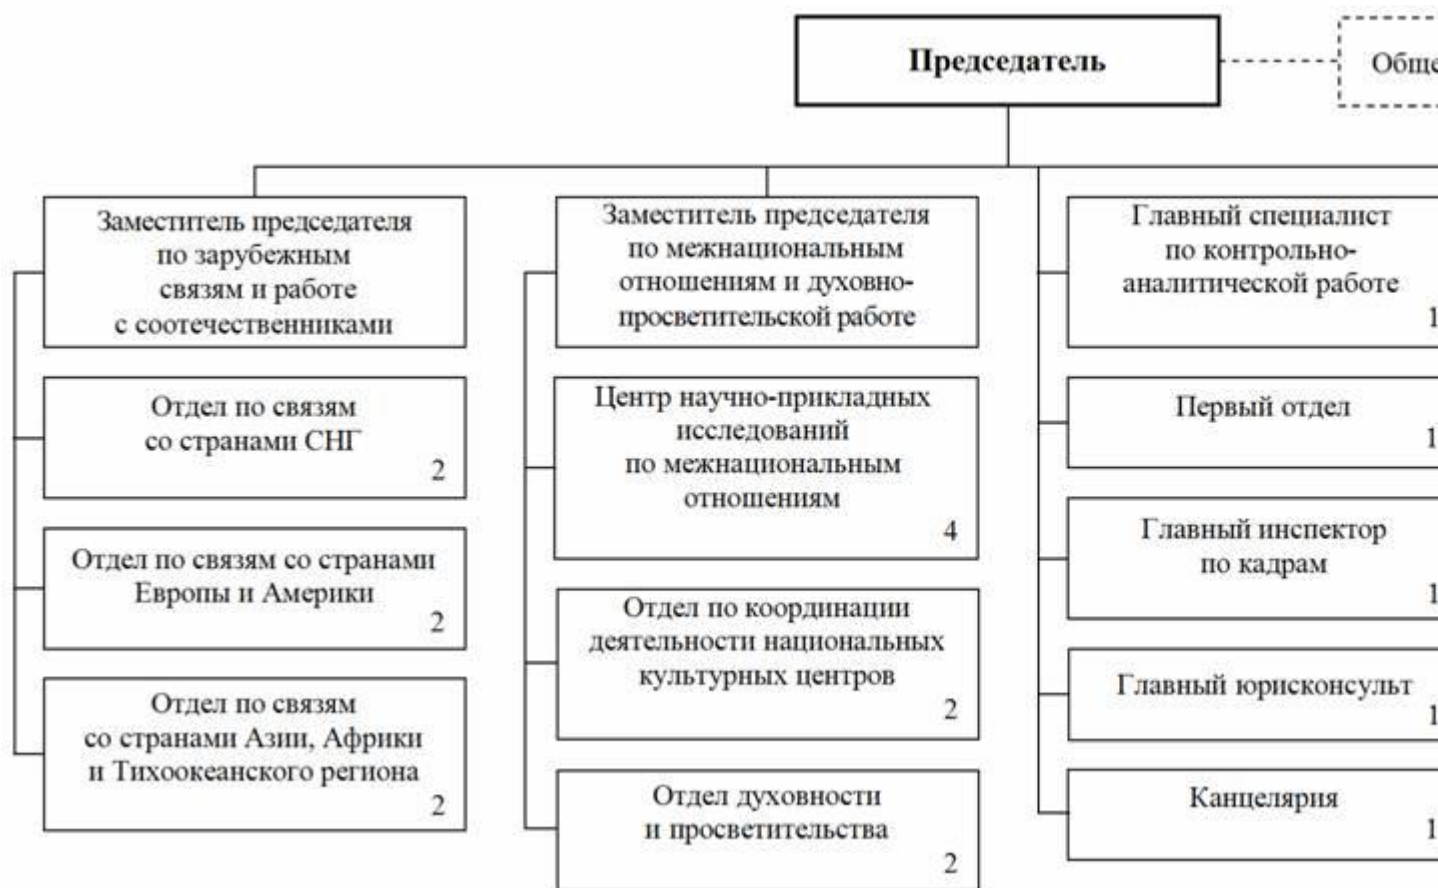 Председатель
Обще
Заместитель председателя
по зарубежным
связям и работе
с соотечественниками
Отдел по связям
со странами СНГ
2
Отдел по связям со странами
Европы и Америки
2
Отдел по связям
со странами Азии, Африки
и Тихоокеанского региона
2
Заместитель председателя
по межнациональным
отношениям и духовно-
просветительской работе
Центр научно-прикладных
исследований
по межнациональным
отношениям
4
Отдел по координации
деятельности национальных
культурных центров
2
Отдел духовности
и просветительства
2
Главный специалист
по контрольно-
аналитической работе
1
Первый отдел
1
Главный инспектор
по кадрам
1
Главный юрисконсульт
1
Канцелярия
1